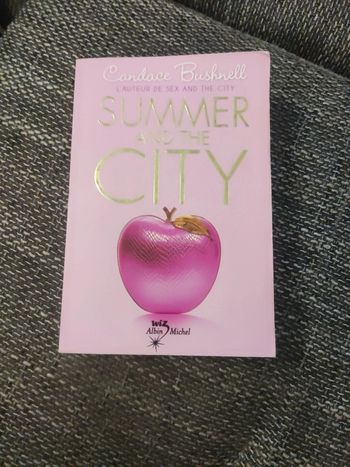 Candace Bushnell
L'AUTEUR DE SEX AND THE CITY
SUMMER
AND THE
CITY
wiz
Albin Michel